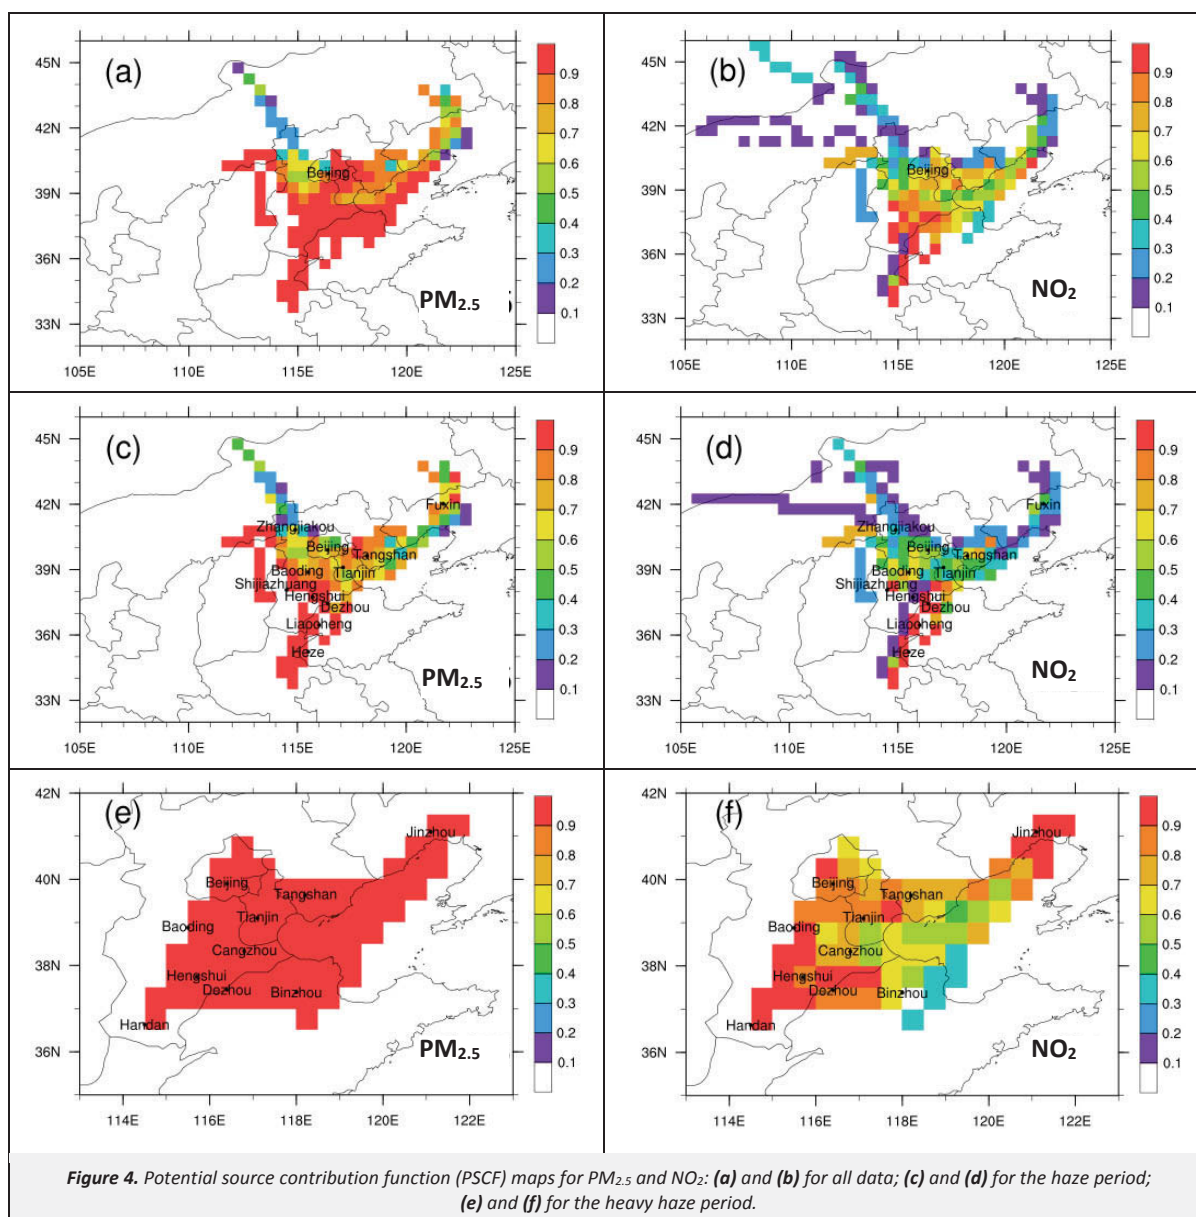 (a)
45N
42N
39N
36N
33N
105E 110E 115E 120E 125E
Beijing
PM2.5
0.9
0.8
0.7
0.6
0.5
0.4
0.3
0.2
0.1
(b)
45N
42N
39N
36N
33N
105E 110E 115E 120E 125E
Beijing
NO2
0.9
0.8
0.7
0.6
0.5
0.4
0.3
0.2
0.1
(c)
45N
42N
39N
36N
33N
105E 110E 115E 120E 125E
Fuxin
Zhangjiakou
Beijing
Tangshan
Baoding Tianjin
Shijiazhuang
Hengshui
Dezhou
Liaocheng
Heze
PM2.5
0.9
0.8
0.7
0.6
0.5
0.4
0.3
0.2
0.1
(d)
45N
42N
39N
36N
33N
105E 110E 115E 120E 125E
Fuxin
Zhangjiakou
Beijing
Tangshan
Baoding Tianjin
Shijiazhuang
Hengshui
Dezhou
Liaocheng
Heze
NO2
0.9
0.8
0.7
0.6
0.5
0.4
0.3
0.2
0.1
(e)
42N
40N
38N
36N
114E 116E 118E 120E 122E
Jinzhou
Beijing
Tangshan
Tianjin
Baoding
Cangzhou
Hengshui
Dezhou Binzhou
Handan
PM2.5
0.9
0.8
0.7
0.6
0.5
0.4
0.3
0.2
0.1
(f)
42N
40N
38N
36N
114E 116E 118E 120E 122E
Jinzhou
Beijing
Tangshan
Tianjin
Baoding
Cangzhou
Hengshui
Dezhou Binzhou
Handan
NO2
0.9
0.8
0.7
0.6
0.5
0.4
0.3
0.2
0.1
Figure 4. Potential source contribution function (PSCF) maps for PM2.5 and NO2: (a) and (b) for all data; (c) and (d) for the haze period;
(e) and (f) for the heavy haze period.